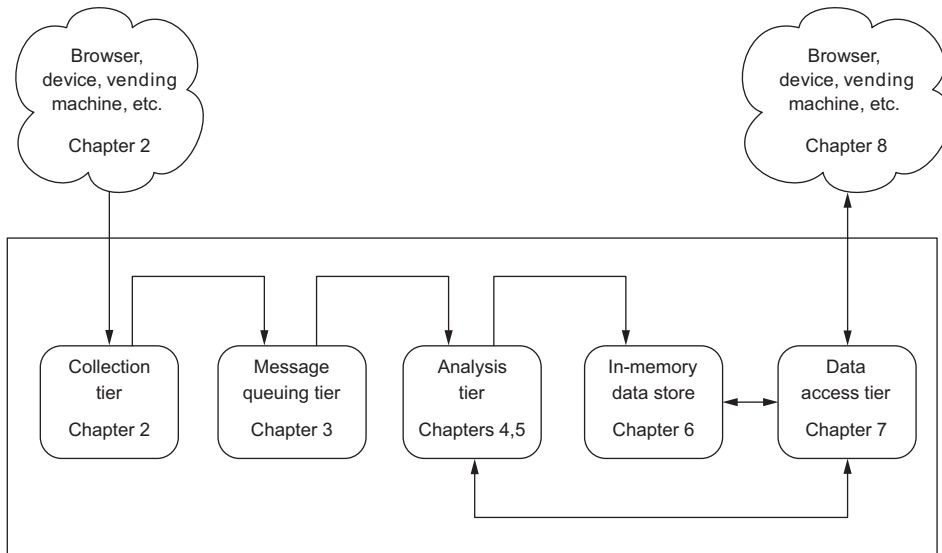 Browser,
device, vending
machine, etc.
Chapter 2
Browser,
device, vending
machine, etc.
Chapter 8
Collection
tier
Chapter 2
Message
queuing tier
Chapter 3
Analysis
tier
Chapters 4,5
In-memory
data store
Chapter 6
Data
access tier
Chapter 7